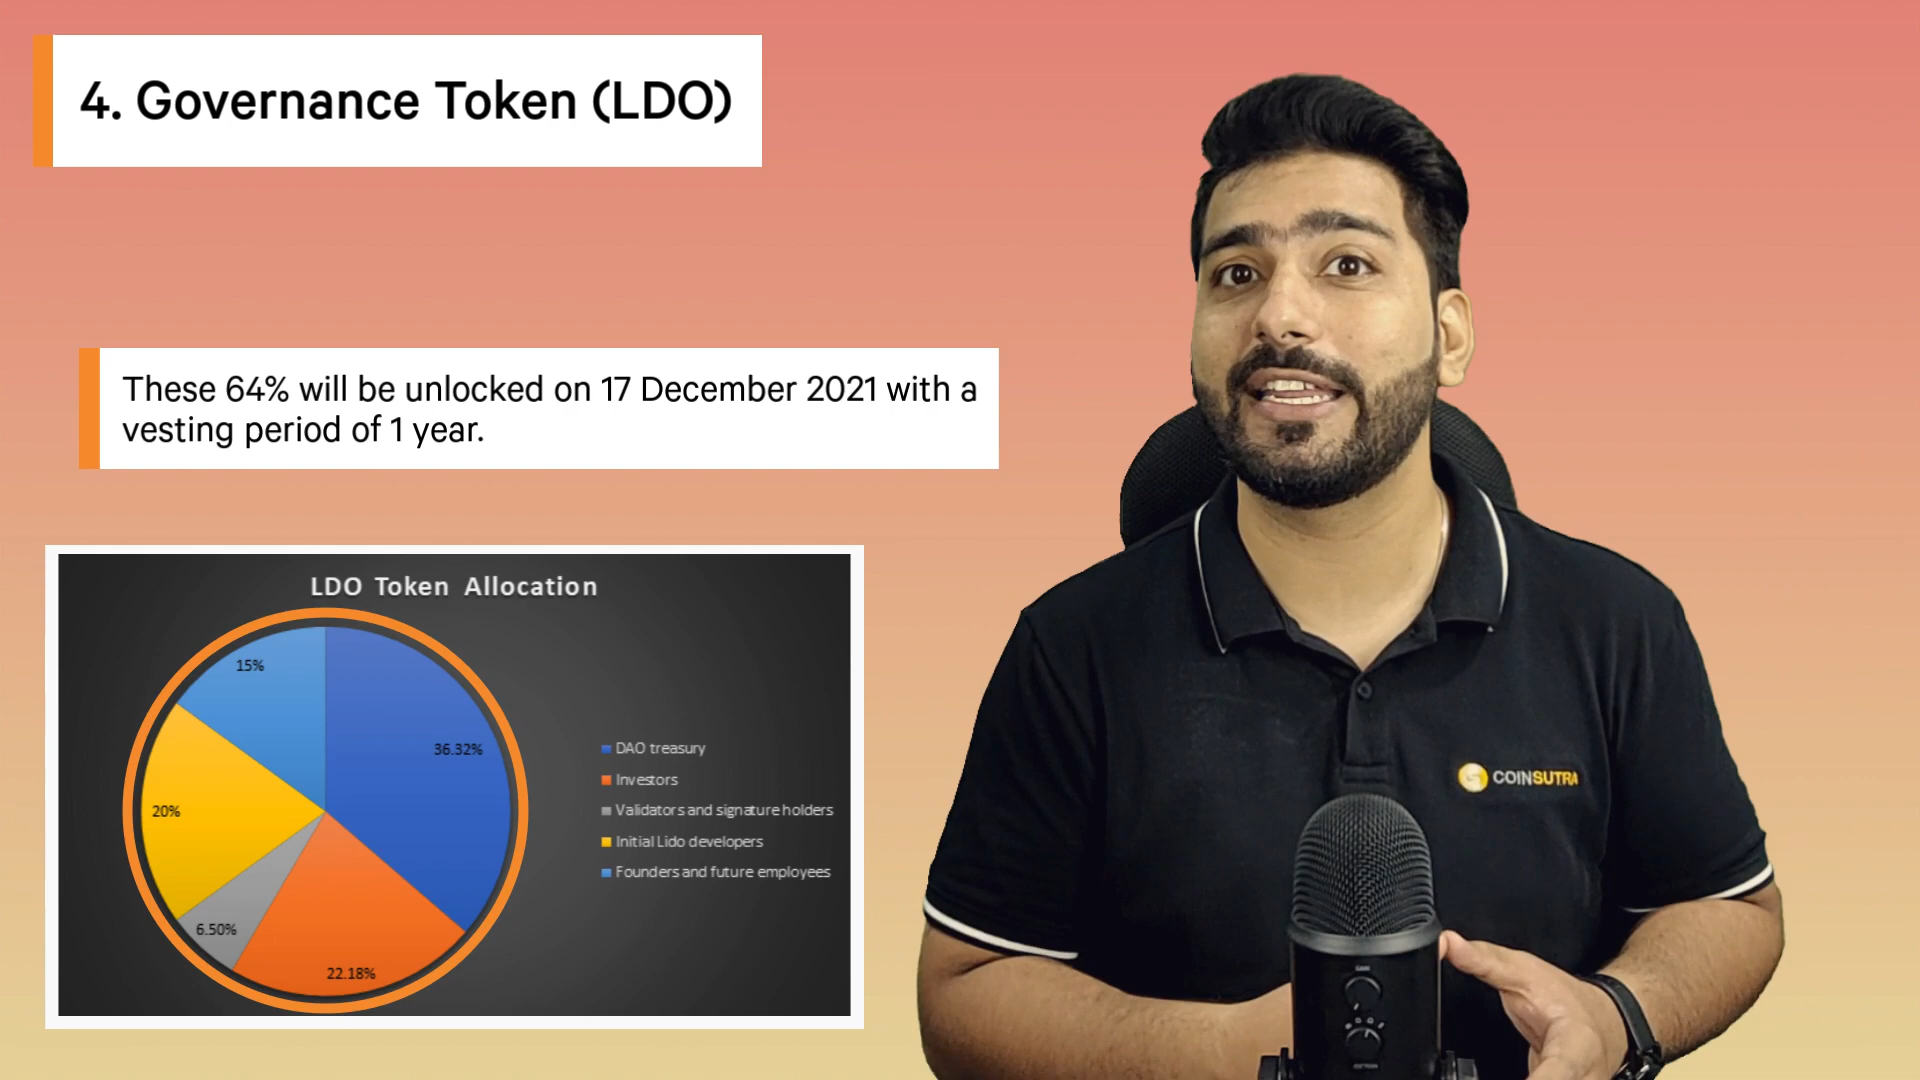 4. Governance Token (LDO)
These 64% will be unlocked on 17 December 2021 with a
vesting period of 1 year.
LDO Token Allocation
15%
36.32%
20%
6.50%
22.18%
DAO treasury
Investors
Validators and signature holders
Initial Lido developers
Founders and future employees
COINSUTRA